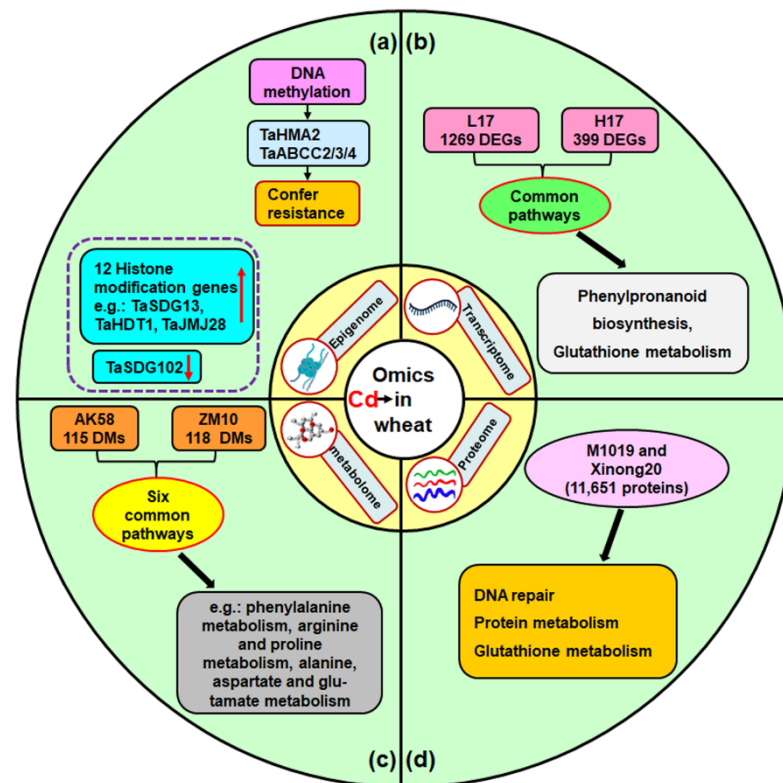 (a)
DNA
methylation
TaHMA2
TaABCC2/3/4
Confer
resistance
12 Histone
modification genes
e.g.: TaSDG13,
TaHDT1, TaJMJ28
TaSDG102
(b)
L17
1269 DEGs
H17
399 DEGs
Common
pathways
Phenylpronanoid
biosynthesis,
Glutathione metabolism
Epigenome
Transcriptome
Omics
Cd in
wheat
metabolome
Proteome
AK58
115 DMs
ZM10
118 DMs
Six
common
pathways
e.g.: phenylalanine
metabolism, arginine
and proline
metabolism, alanine,
aspartate and glu-
tamate metabolism
(c)
M1019 and
Xinong20
(11,651 proteins)
DNA repair
Protein metabolism
Glutathione metabolism
(d)